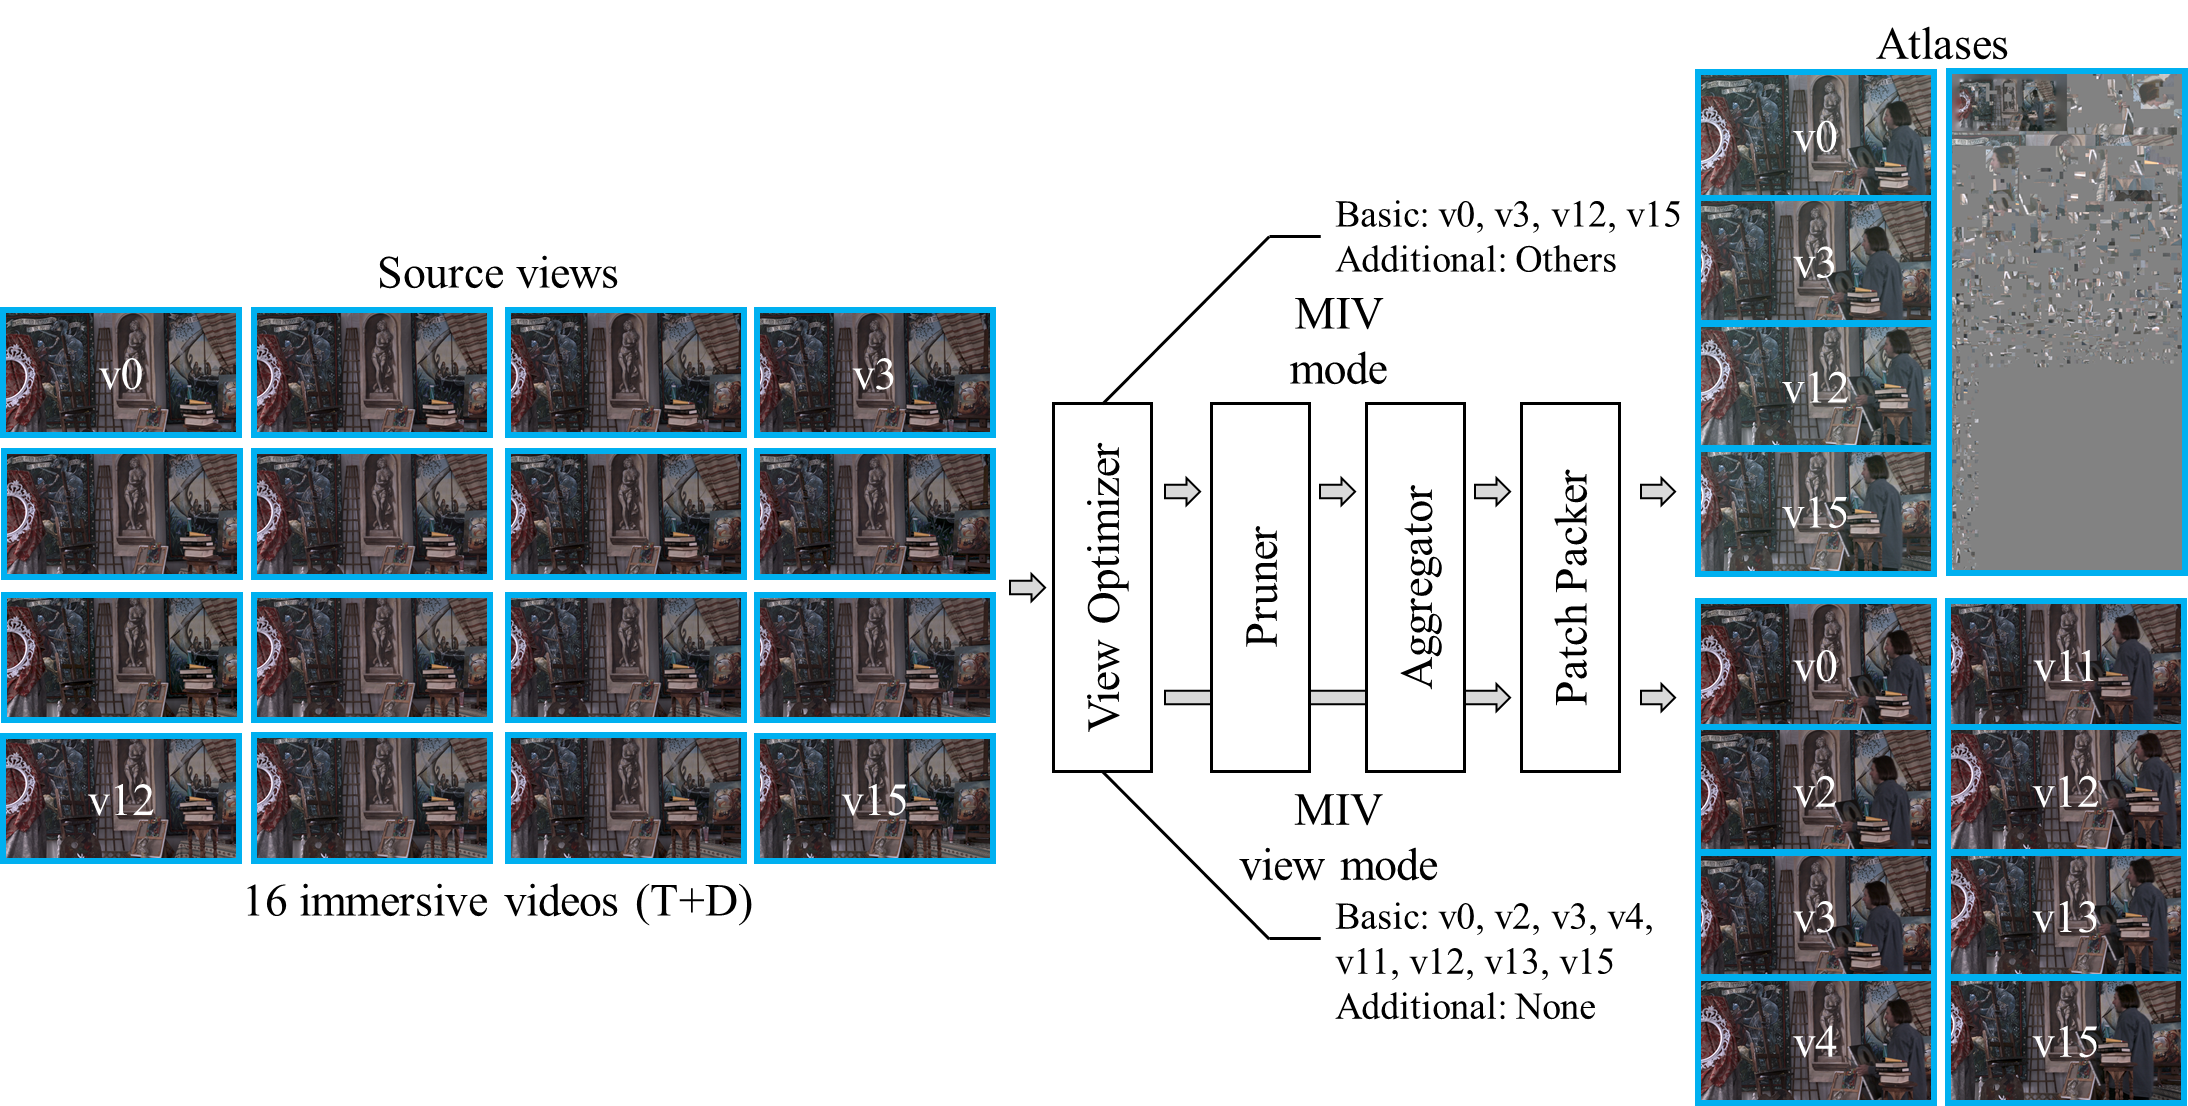 Source views
v0
v3
v12
v15
16 immersive videos (T+D)
Basic: v0, v3, v12, v15
Additional: Others
MIV
mode
View Optimizer
Pruner
Aggregator
Patch Packer
MIV
view mode
Basic: v0, v2, v3, v4,
v11, v12, v13, v15
Additional: None
Atlases
v0
v3
v12
v15
v0
v11
v2
v12
v3
v13
v4
v15